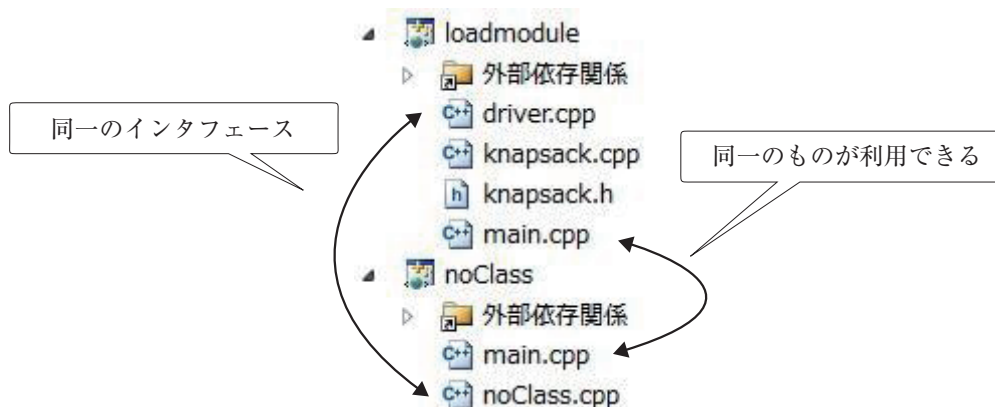 loadmodule
外部依存関係
driver.cpp
同一のインタフェース
knapsack.cpp
同一のものが利用できる
knapsack.h
main.cpp
noClass
外部依存関係
main.cpp
noClass.cpp